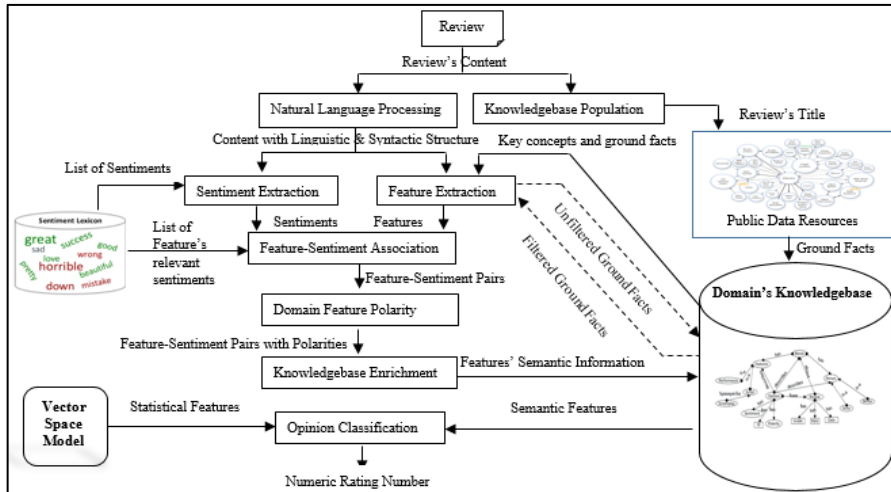 Review
Review's Content
Natural Language Processing
Knowledgebase Population
Review's Title
Content with Linguistic & Syntactic Structure
Key concepts and ground facts
List of Sentiments
Sentiment Extraction
Feature Extraction
Public Data Resources
Sentiment Lexicon
great
success
good
sad
love
wrong
horrible
pretty
beautiful
down
mistake
List of
Feature's
relevant
sentiments
Sentiments
Features
Unfiltered Ground Facts
Filtered Ground Facts
Ground Facts
Feature-Sentiment Association
Feature-Sentiment Pairs
Domain's Knowledgebase
Domain Feature Polarity
Feature-Sentiment Pairs with Polarities
Knowledgebase Enrichment
Features' Semantic Information
Vector
Space
Model
Statistical Features
Opinion Classification
Semantic Features
Numeric Rating Number